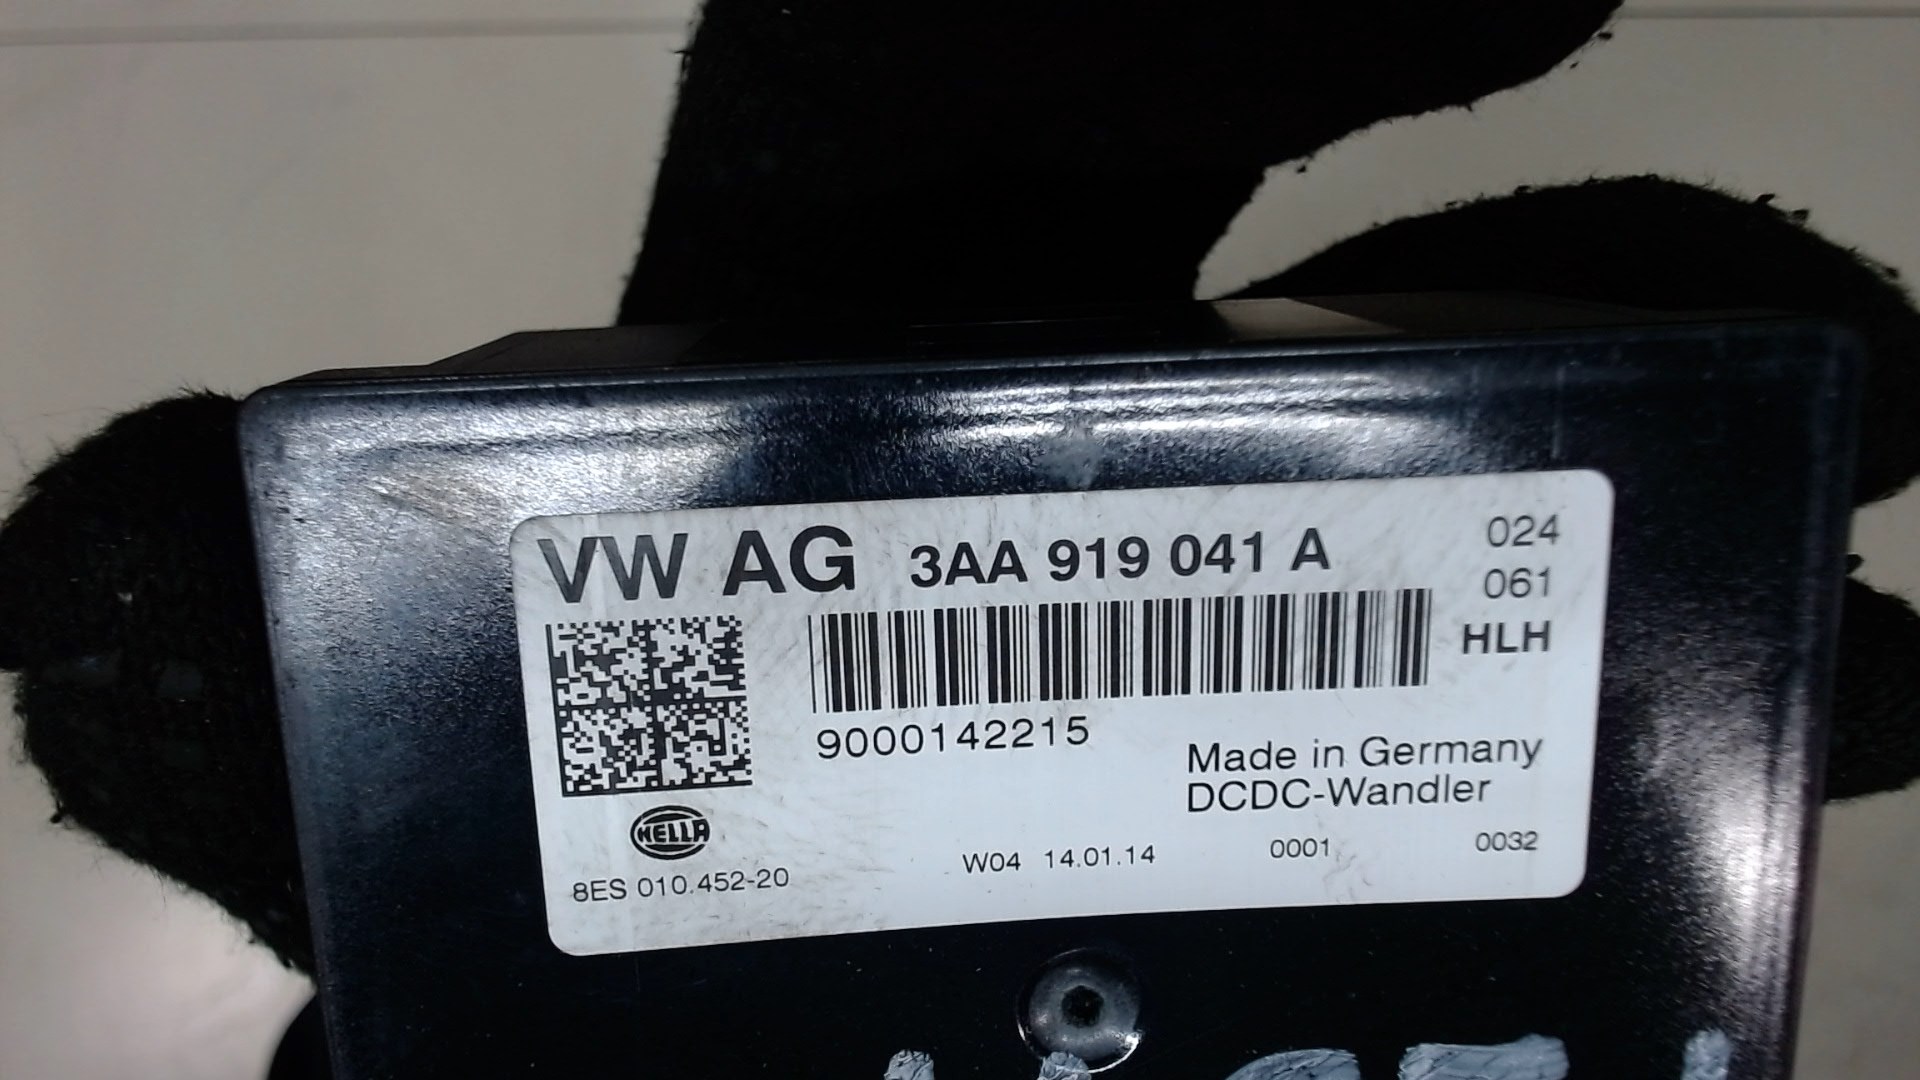 VW AG 3AA 919 041 A
024
061
HLH
9000142215
Made in Germany
DCDC-Wandler
HELLA
8ES 010.452-20
W04 14.01.14 0001 0032